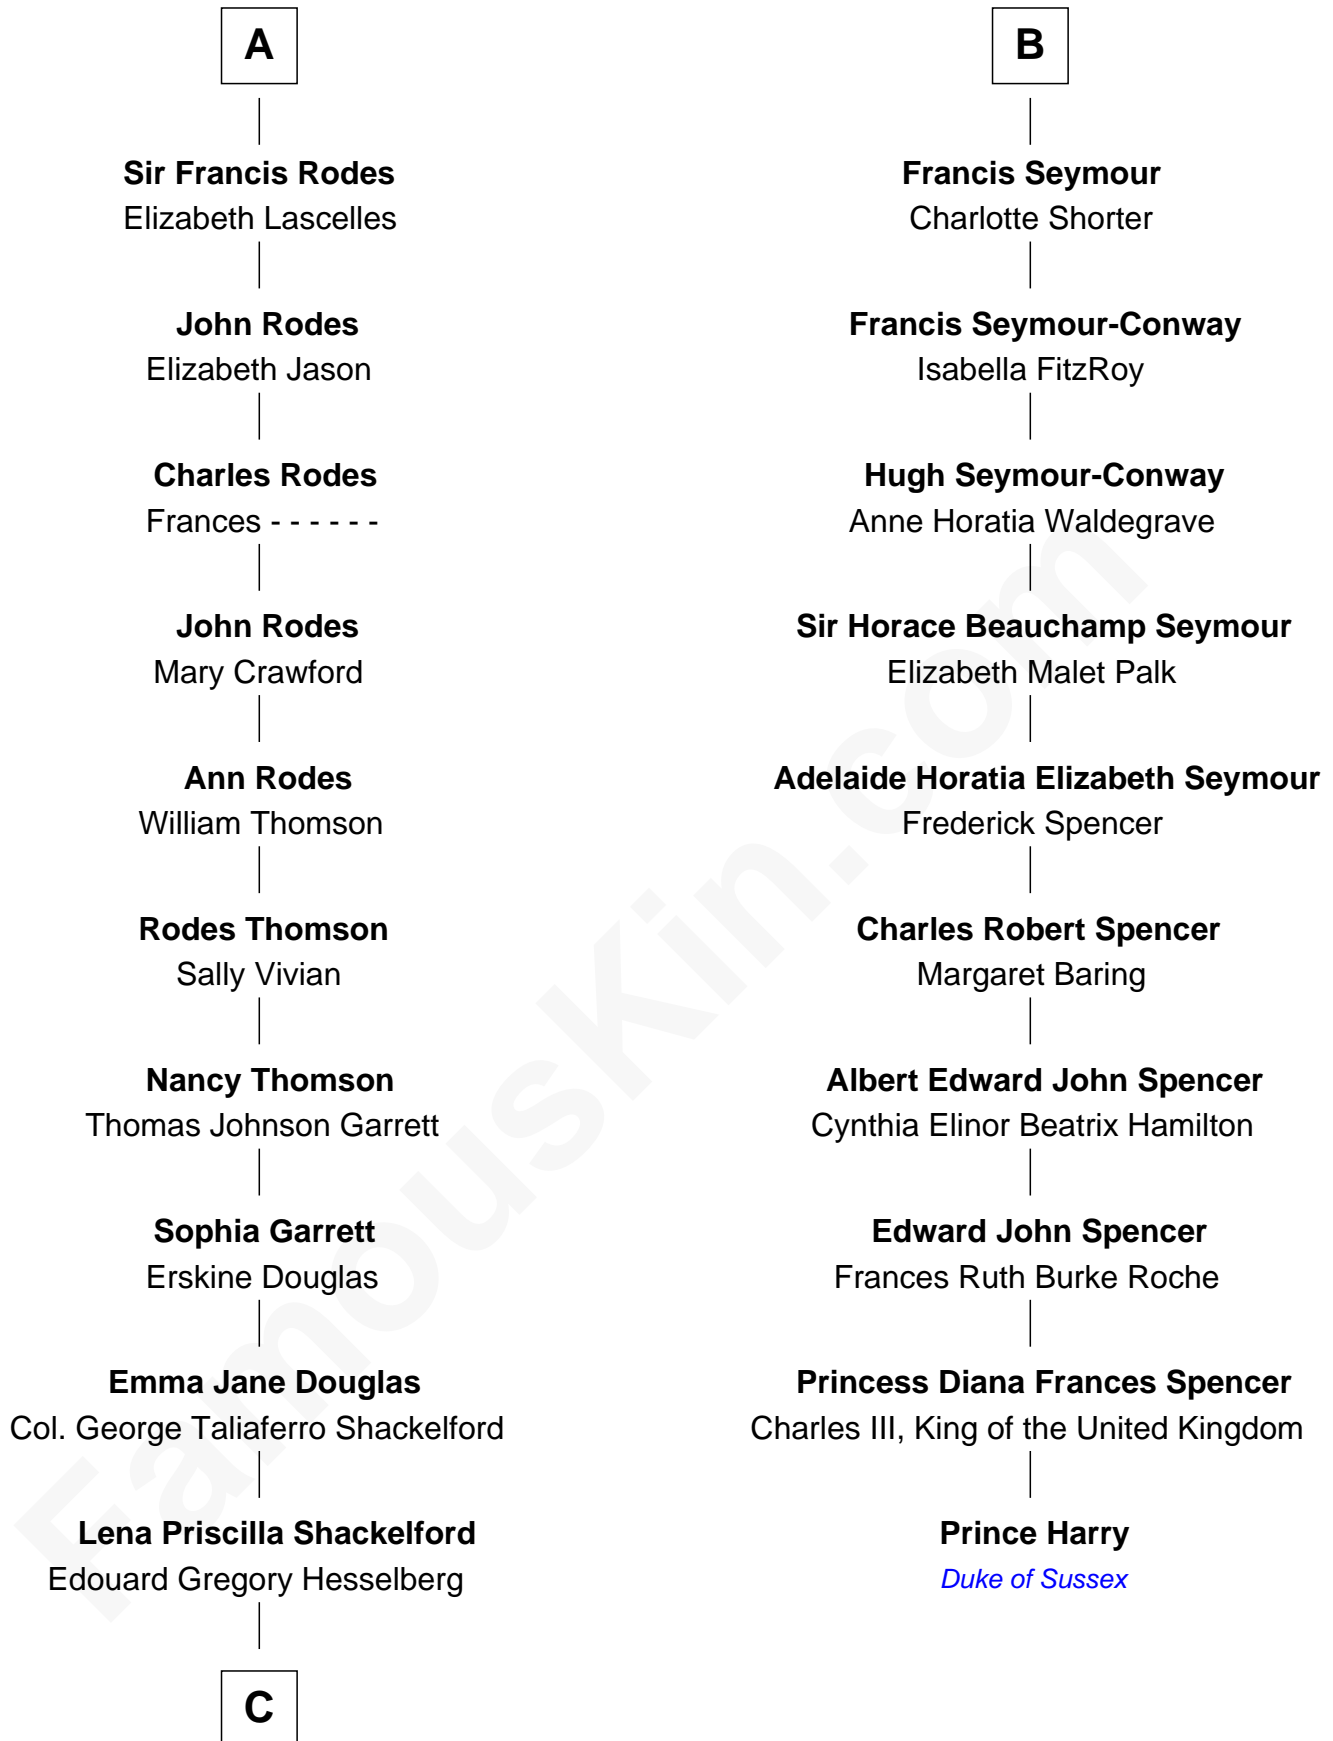 A
Sir Francis Rodes
Elizabeth Lascelles
John Rodes
Elizabeth Jason
Charles Rodes
Frances - - - - - -
John Rodes
Mary Crawford
Ann Rodes
William Thomson
Rodes Thomson
Sally Vivian
Nancy Thomson
Thomas Johnson Garrett
Sophia Garrett
Erskine Douglas
Emma Jane Douglas
Col. George Taliaferro Shackelford
Lena Priscilla Shackelford
Edouard Gregory Hesselberg
C
B
Francis Seymour
Charlotte Shorter
Francis Seymour-Conway
Isabella FitzRoy
Hugh Seymour-Conway
Anne Horatia Waldegrave
Sir Horace Beauchamp Seymour
Elizabeth Malet Palk
Adelaide Horatia Elizabeth Seymour
Frederick Spencer
Charles Robert Spencer
Margaret Baring
Albert Edward John Spencer
Cynthia Elinor Beatrix Hamilton
Edward John Spencer
Frances Ruth Burke Roche
Princess Diana Frances Spencer
Charles III, King of the United Kingdom
Prince Harry
Duke of Sussex
FamousKin.com